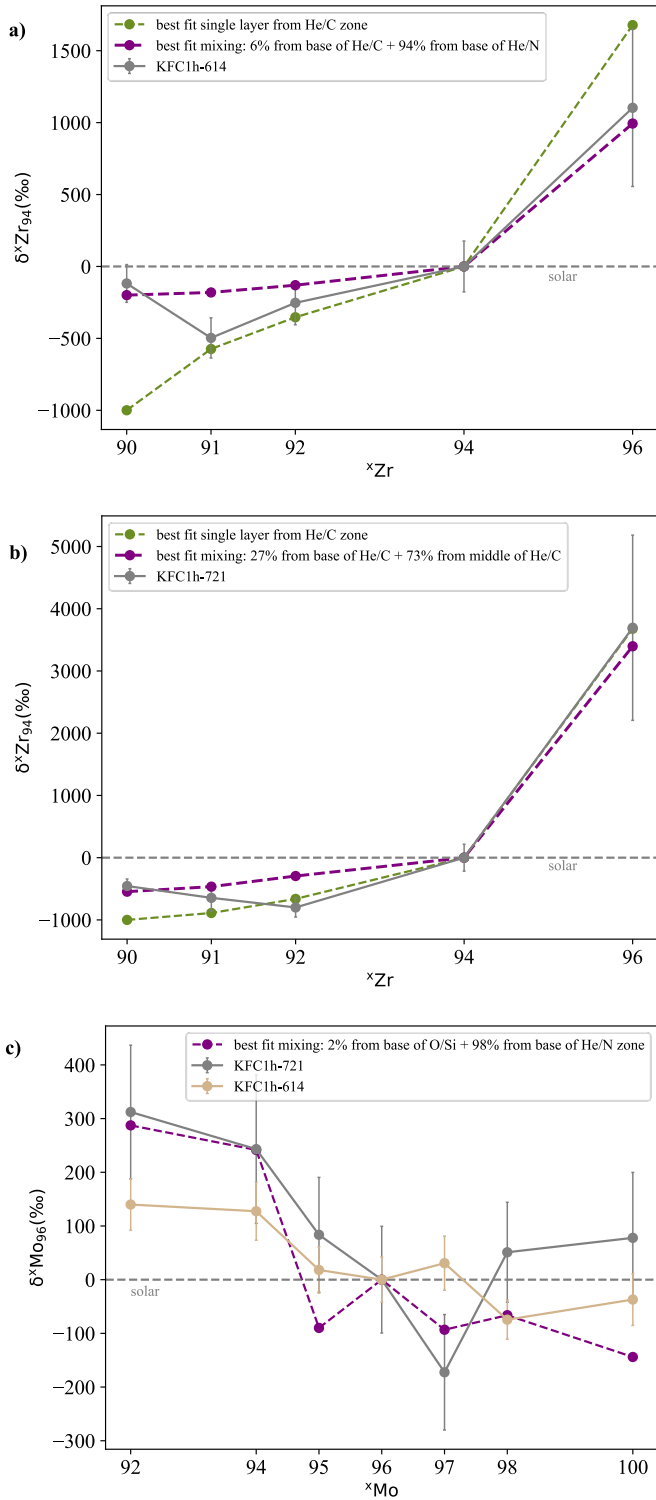 a)
best fit single layer from He/C zone
best fit mixing: 6% from base of He/C + 94% from base of He/N
KFC1h-614
1500
1000
500
0
−500
−1000
δˣZr₉₄(‰)
solar
90 91 92 94 96
ˣZr
b)
best fit single layer from He/C zone
best fit mixing: 27% from base of He/C + 73% from middle of He/C
KFC1h-721
5000
4000
3000
2000
1000
0
−1000
δˣZr₉₄(‰)
solar
90 91 92 94 96
ˣZr
c)
best fit mixing: 2% from base of O/Si + 98% from base of He/N zone
KFC1h-721
KFC1h-614
400
300
200
100
0
−100
−200
−300
δˣMo₉₆(‰)
solar
92 94 95 96 97 98 100
ˣMo